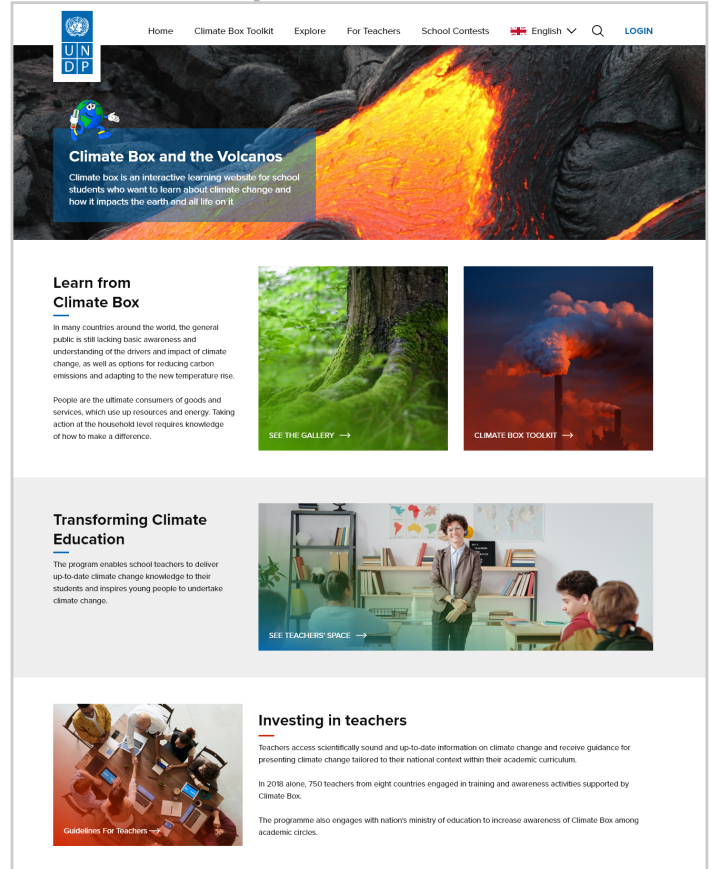 Home Climate Box Toolkit Explore For Teachers School Contests English LOGIN
U N
D P
Climate Box and the Volcanos
Climate box is an interactive learning website for school
students who want to learn about climate change and
how it impacts the earth and all life on it
Learn from
Climate Box
In many countries around the world, the general
public is still lacking basic awareness and
understanding of the drivers and impact of climate
change, as well as options for reducing carbon
emissions and adapting to the new temperature rise.
People are the ultimate consumers of goods and
services, which use up resources and energy. Taking
action at the household level requires knowledge
of how to make a difference.
SEE THE GALLERY →
CLIMATE BOX TOOLKIT →
Transforming Climate
Education
The program enables school teachers to deliver
up-to-date climate change knowledge to their
students and inspires young people to undertake
climate change.
SEE TEACHERS' SPACE →
Guidelines For Teachers →
Investing in teachers
Teachers access scientifically sound and up-to-date information on climate change and receive guidance for
presenting climate change tailored to their national context within their academic curriculum.
In 2018 alone, 750 teachers from eight countries engaged in training and awareness activities supported by
Climate Box.
The programme also engages with nation's ministry of education to increase awareness of Climate Box among
academic circles.